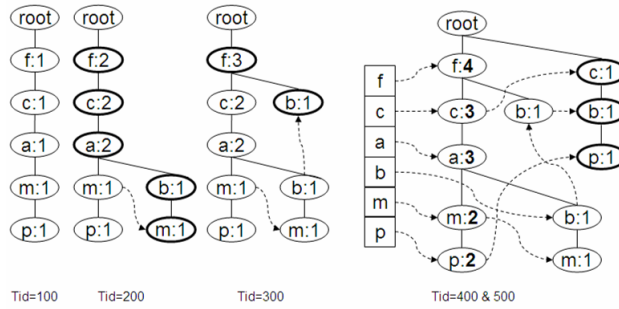 root root root root
f:1 f:2 f:3 f:4 c:1
f
c:1 c:2 c:2 b:1 c c:3 b:1 b:1
a:1 a:2 a:2 a a:3 p:1
b
m:1 m:1 b:1 m:1 b:1 m m:2 b:1
p:1 p:1 m:1 p:1 m:1 p p:2 m:1
Tid=100 Tid=200 Tid=300 Tid=400 & 500